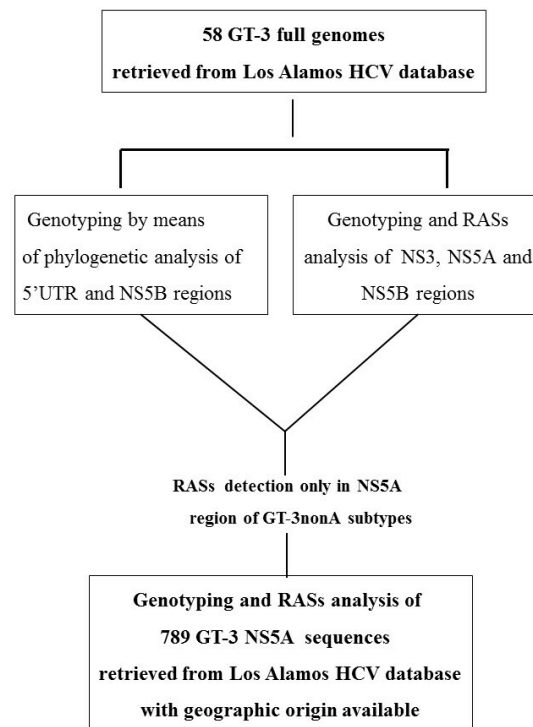 58 GT-3 full genomes
retrieved from Los Alamos HCV database
Genotyping by means
of phylogenetic analysis of
5’UTR and NS5B regions
Genotyping and RASs
analysis of NS3, NS5A and
NS5B regions
RASs detection only in NS5A
region of GT-3nonA subtypes
Genotyping and RASs analysis of
789 GT-3 NS5A sequences
retrieved from Los Alamos HCV database
with geographic origin available